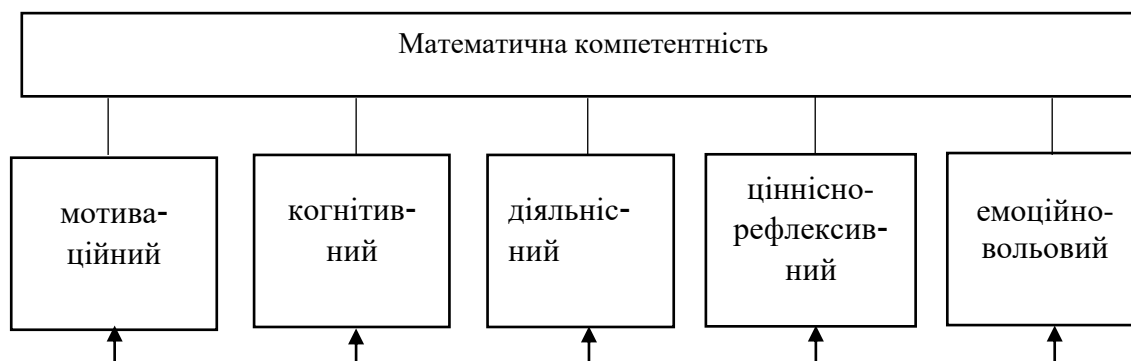 Математична компетентність
мотива-
ційний
когнітив-
ний
діяльніс-
ний
ціннісно-
рефлексив-
ний
емоційно-
вольовий